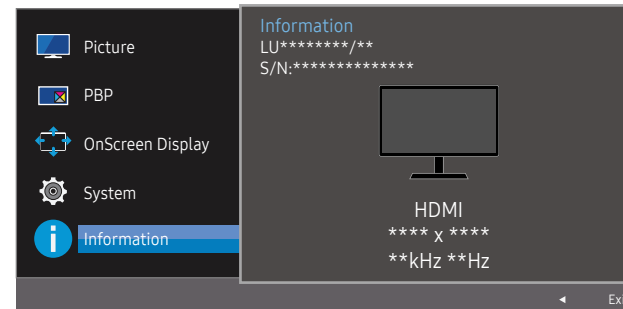 Picture
PBP
OnScreen Display
System
Information
Information
LU********/**
S/N:**************
HDMI
**** x ****
**kHz **Hz